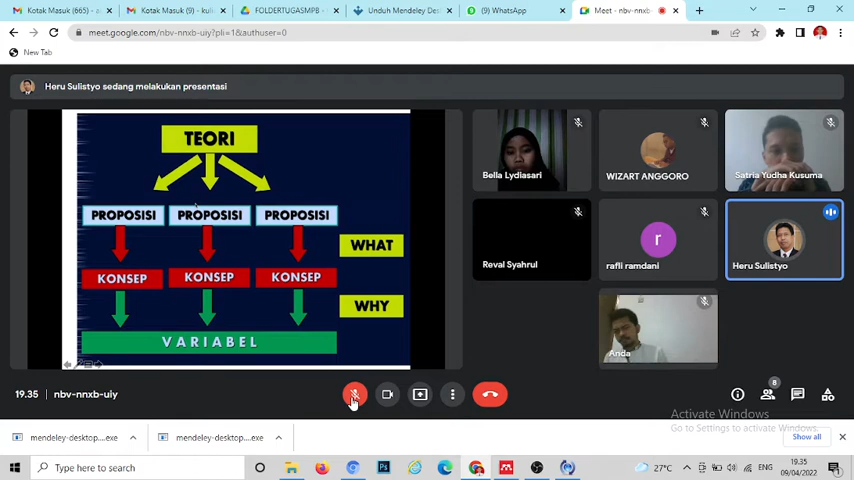 Kotak Masuk (665) - a
Kotak Masuk (9) - kuli
FOLDERTUGASMPB - G
Unduh Mendeley Des
(9) WhatsApp
Meet - nbv-nnxb-u
meet.google.com/nbv-nnxb-uiy?pli=1&authuser=0
New Tab
Heru Sulistyo sedang melakukan presentasi
TEORI
PROPOSISI PROPOSISI PROPOSISI
WHAT
KONSEP KONSEP KONSEP
WHY
VARIABEL
Bella Lydiasari
WIZART ANGGORO
Satria Yudha Kusuma
Reval Syahrul
r
rafli ramdani
Heru Sulistyo
Anda
19.35 | nbv-nnxb-uiy
8
Activate Windows
Go to Settings to activate Windows.
mendeley-desktop....exe
mendeley-desktop....exe
Show all
Type here to search
Ps
27°C
ENG
19.35
09/04/2022
1